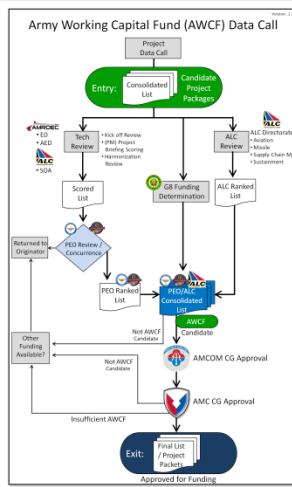 Army Working Capital Fund (AWCF) Data Call
Project
Data Call
Entry:
Consolidated
List
Candidate
Project
Packages
AMRDEC
• ED
• AED
ALC
• SOA
Tech
Review
• Kick off Review
• (PM) Project
Briefing Scoring
• Harmonization
Review
ALC
Review
ALC
ALC Directorate
• Aviation
• Missile
• Supply Chain M
• Sustainment
Scored
List
G8 Funding
Determination
ALC Ranked
List
Returned to
Originator
PEO Review /
Concurrence
PEO Ranked
List
ALC
PEO/ALC
Consolidated
List
AWCF
Candidate
Not AWCF
Candidate
Other
Funding
Available?
AMCOM CG Approval
Not AWCF
Candidate
AMC CG Approval
Insufficient AWCF
Exit:
Final List
/ Project
Packets
Approved for Funding